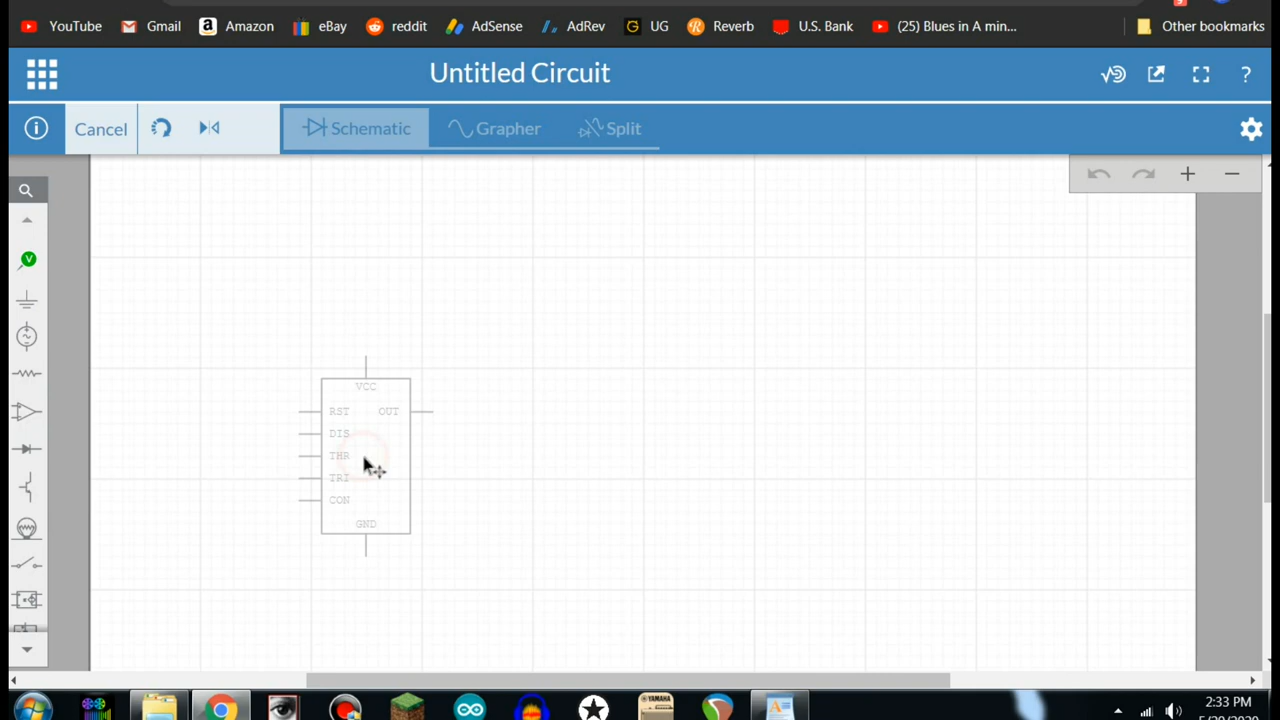 YouTube Gmail Amazon eBay reddit AdSense AdRev UG Reverb U.S. Bank (25) Blues in A min... Other bookmarks
Untitled Circuit ?
Cancel Schematic Grapher Split
V
VCC
RST OUT
DIS
THR
TRI
CON
GND
YAMAHA
2:33 PM